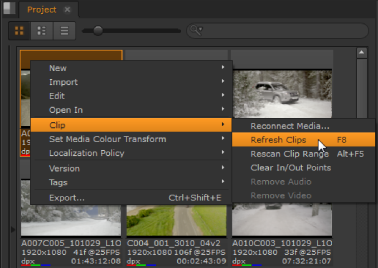 Project
New
Import
Edit
Open In
Clip
Set Media Colour Transform
Localization Policy
Version
Tags
Export... Ctrl+Shift+E
Reconnect Media...
Refresh Clips F8
Rescan Clip Range Alt+F5
Clear In/Out Points
Remove Audio
Remove Video
A007C005_101029_L1O C004_001_3010_04v2 A005C021_101029_L1O
1920x1080 41f@25FPS 1920x1080 106f@25FPS 1920x1080 33f@25FPS
dpx 01:43:12:08 dpx 00:02:43:09 dpx 07:32:21:07